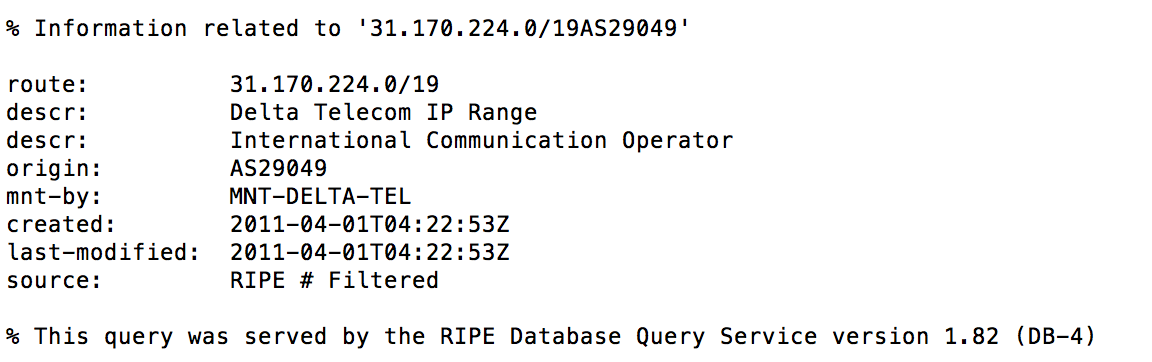 % Information related to '31.170.224.0/19AS29049'
route: 31.170.224.0/19
descr: Delta Telecom IP Range
descr: International Communication Operator
origin: AS29049
mnt-by: MNT-DELTA-TEL
created: 2011-04-01T04:22:53Z
last-modified: 2011-04-01T04:22:53Z
source: RIPE # Filtered
% This query was served by the RIPE Database Query Service version 1.82 (DB-4)